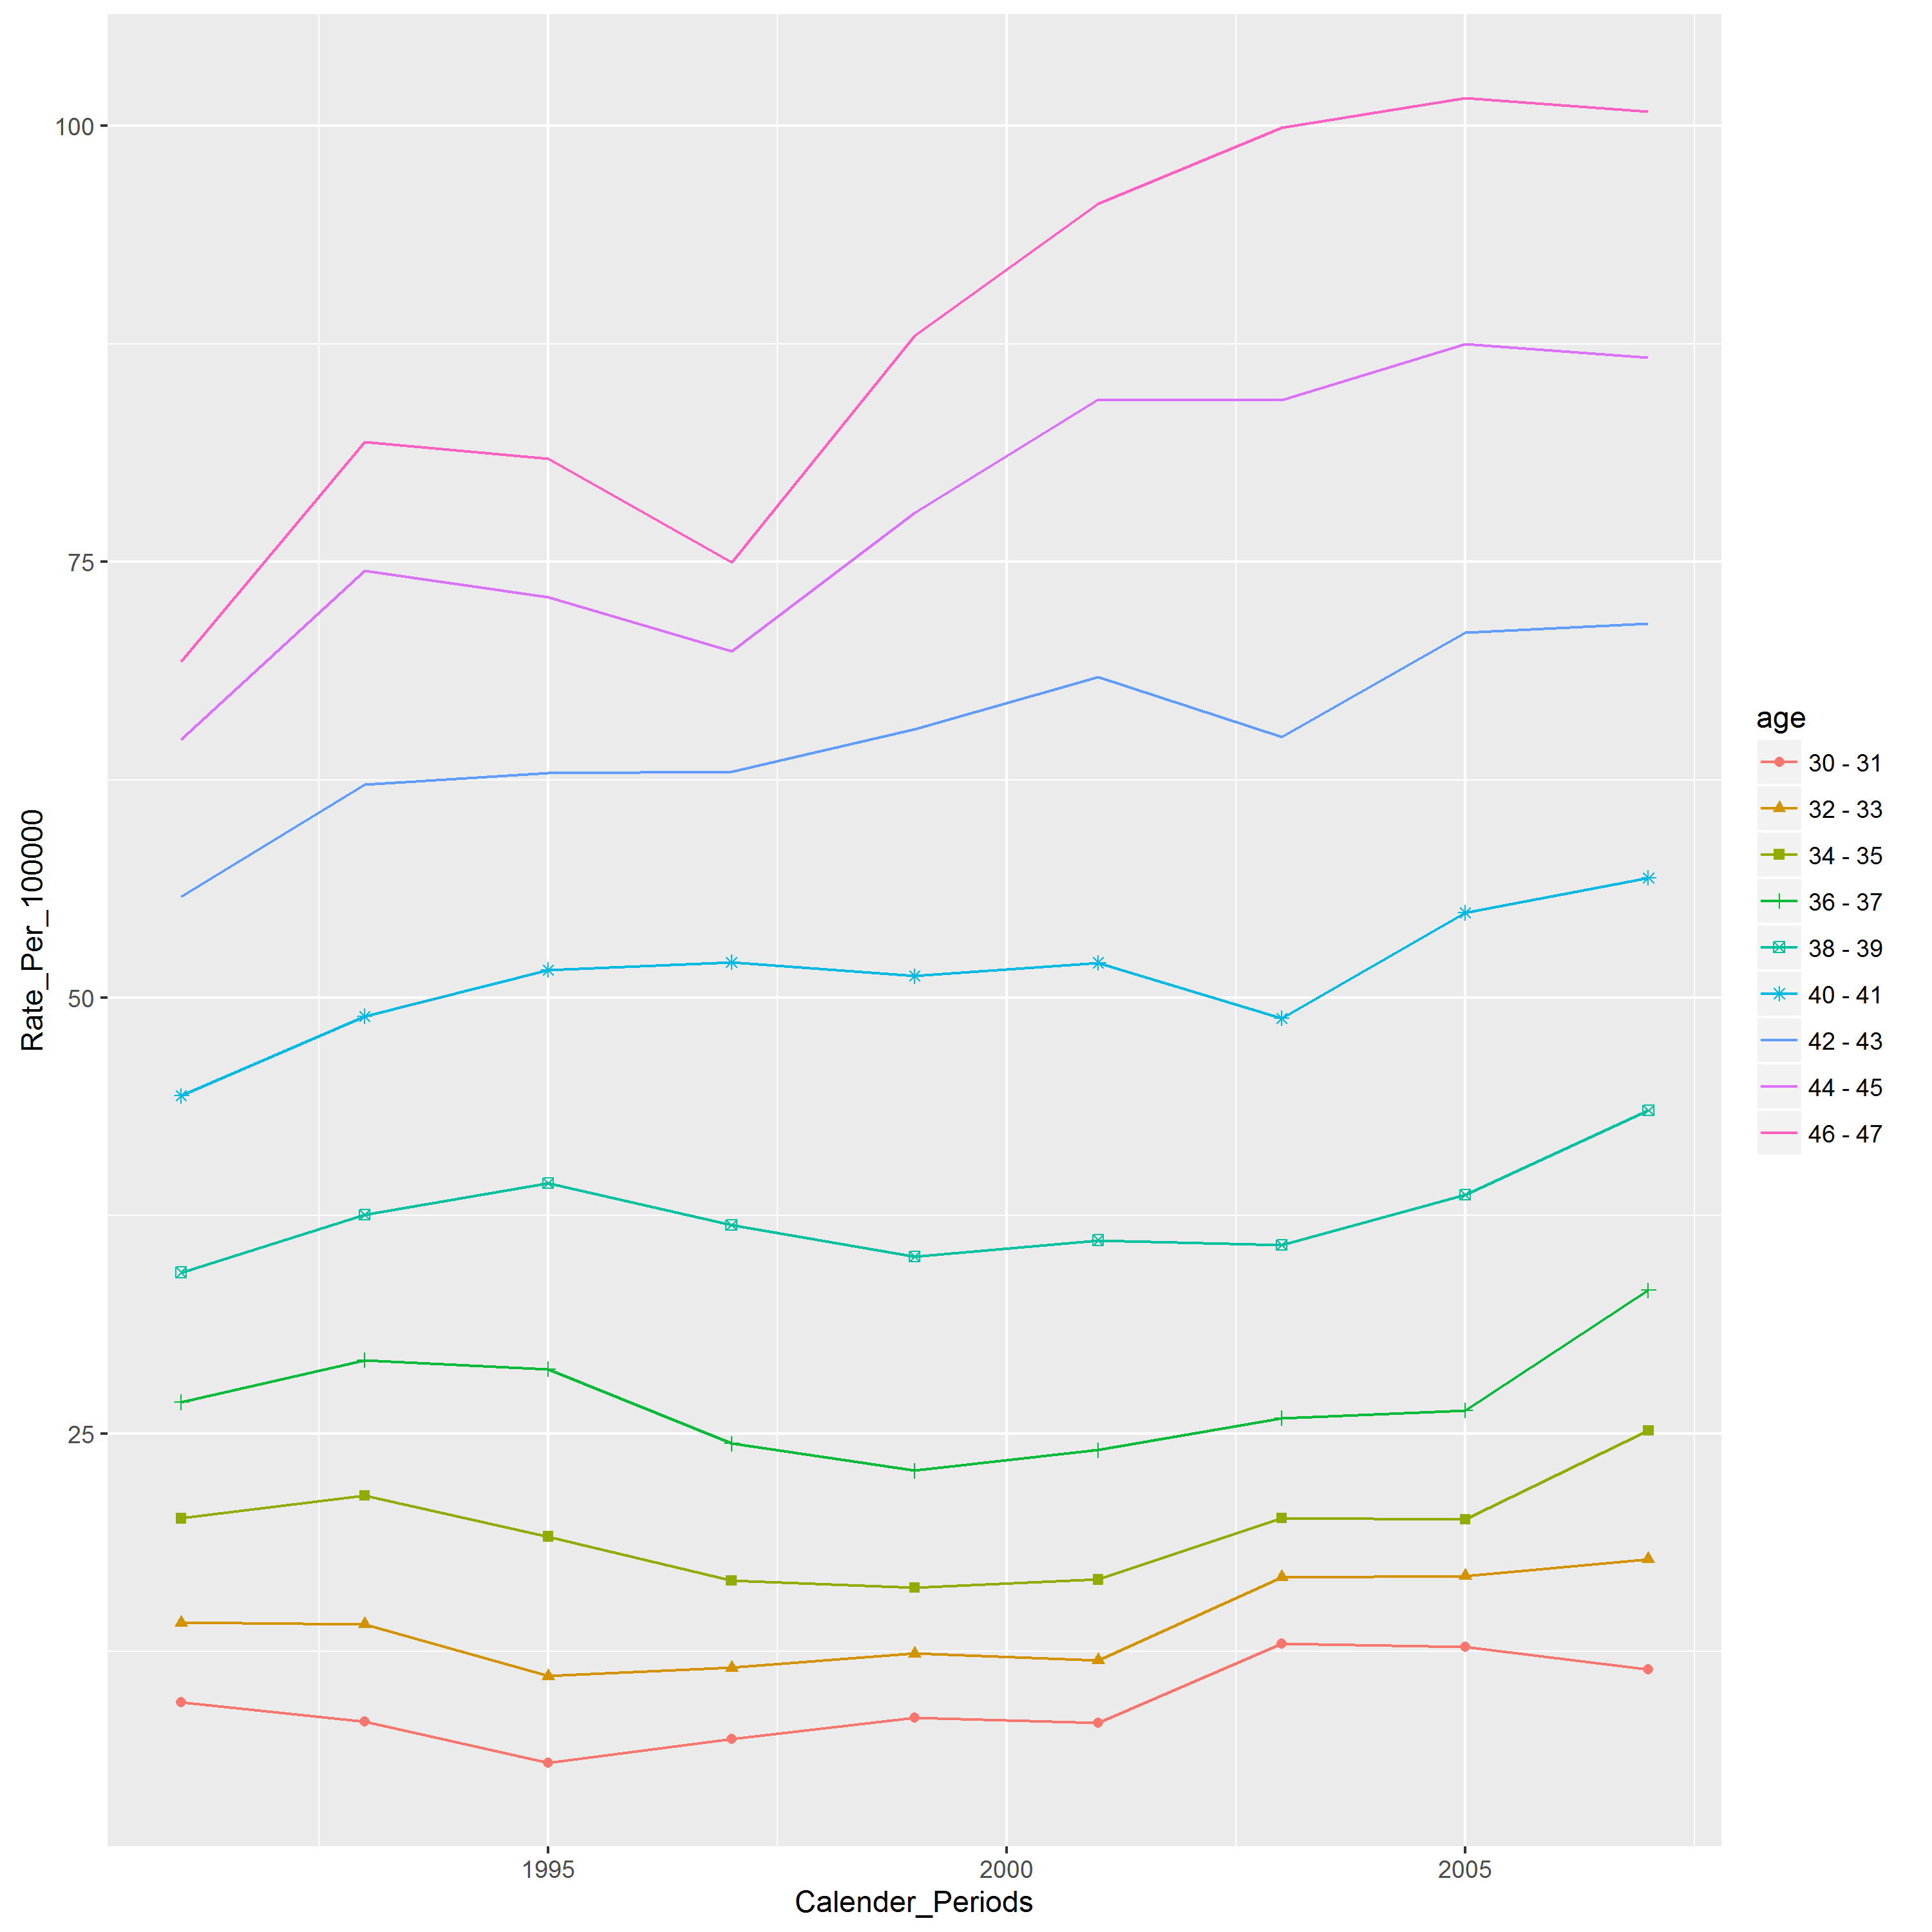 100
75
50
25
Rate_Per_100000
1995
2000
2005
Calender_Periods
age
30 - 31
32 - 33
34 - 35
36 - 37
38 - 39
40 - 41
42 - 43
44 - 45
46 - 47